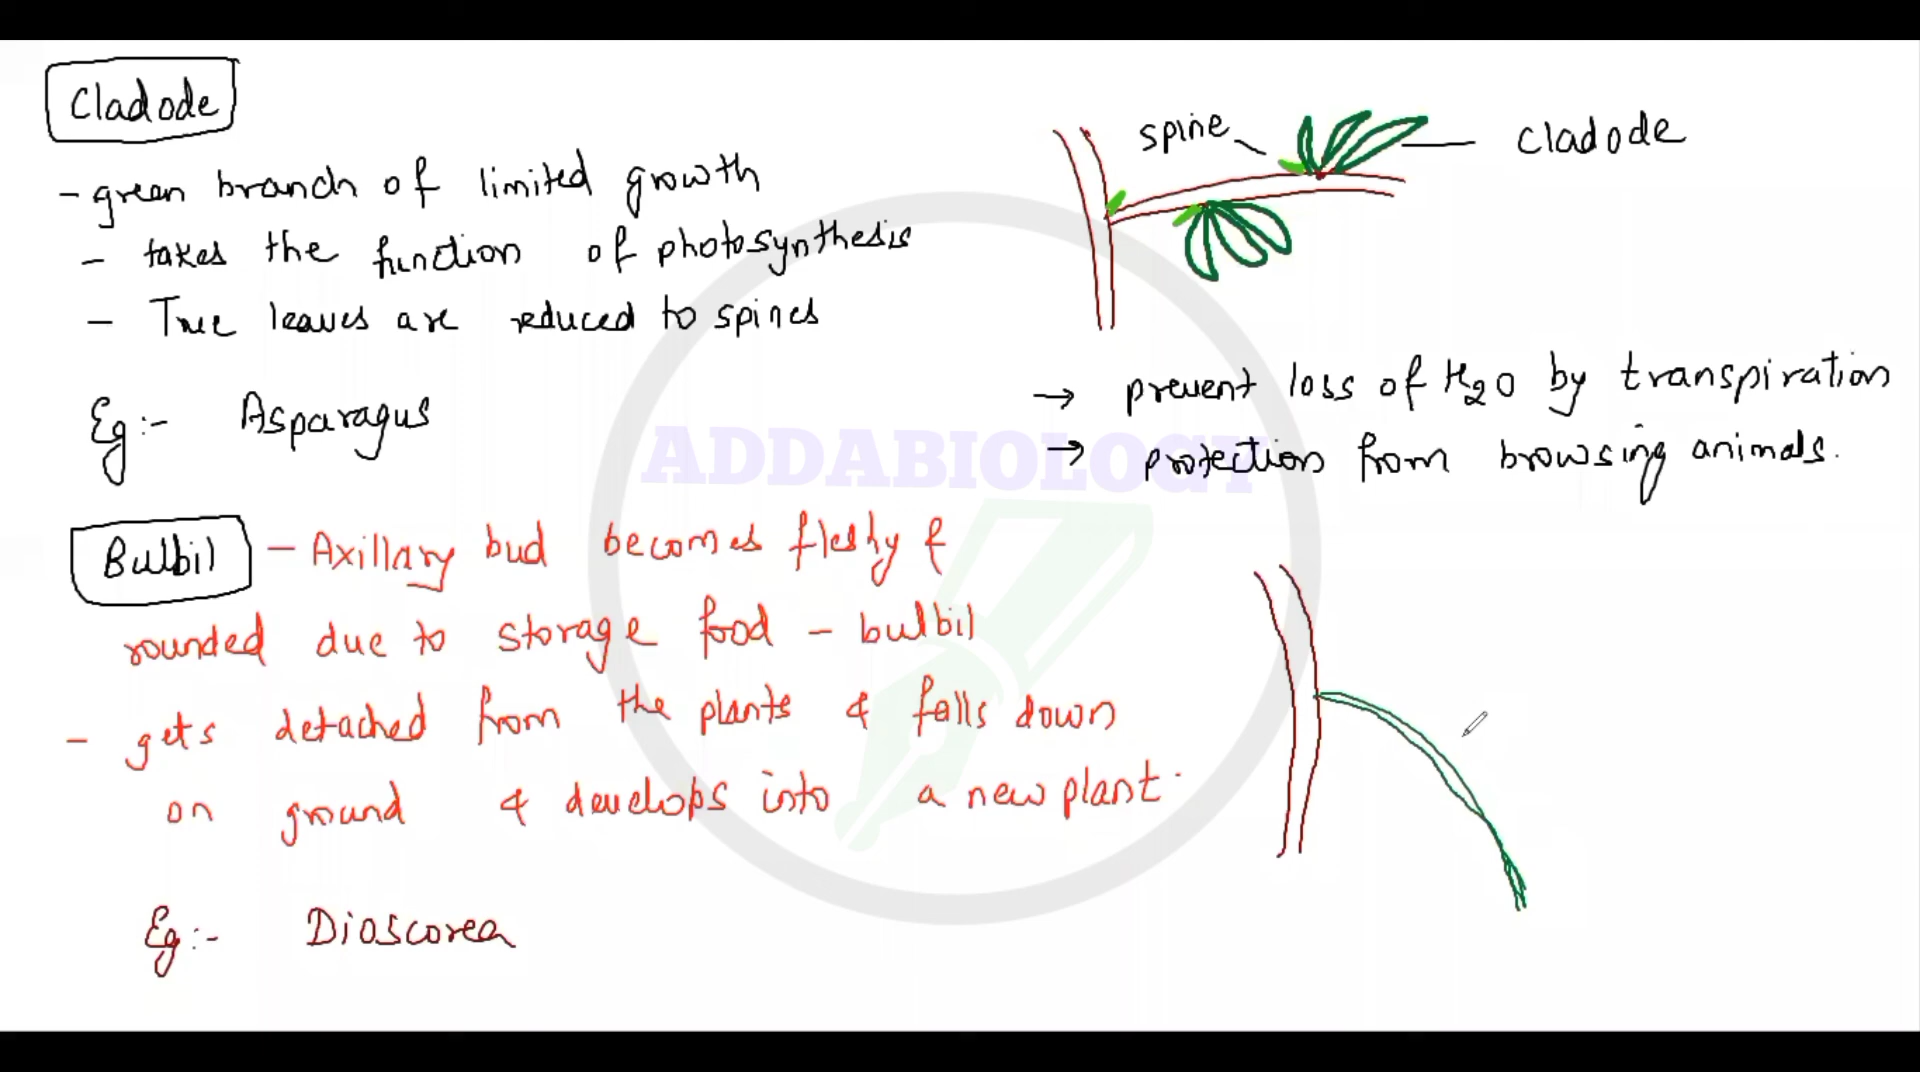 Cladode
- green branch of limited growth
- takes the function of photosynthesis
- True leaves are reduced to spines
Eg:- Asparagus
spine
cladode
→ prevent loss of H2O by transpiration
→ protection from browsing animals.
ADDABIOLOGY
Bulbil - Axillary bud becomes fleshy &
rounded due to storage food - bulbil
- gets detached from the plants & falls down
on ground & develops into a new plant.
Eg:- Dioscorea